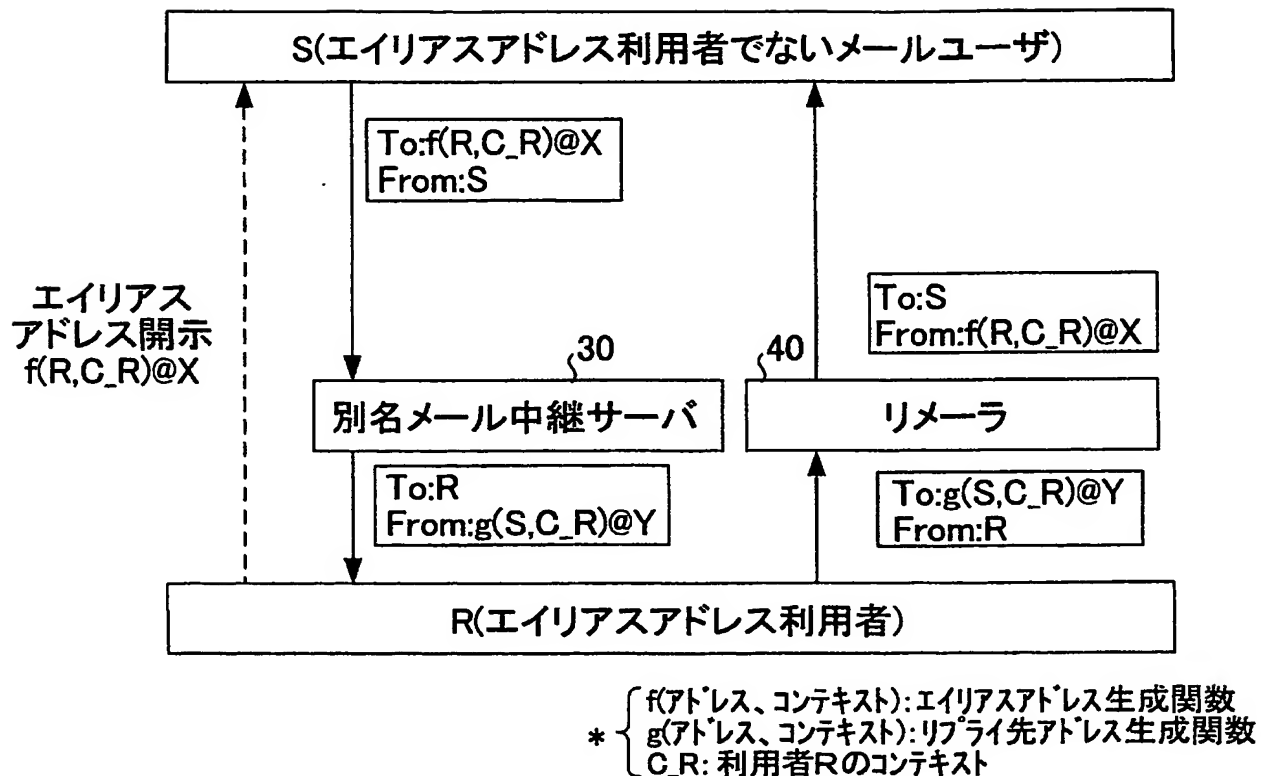 S(エイリアスアドレス利用者でないメールユーザ)
To:f(R,C_R)@X
From:S
エイリアス
アドレス開示
f(R,C_R)@X
To:S
From:f(R,C_R)@X
30
40
別名メール中継サーバ
リメーラ
To:R
From:g(S,C_R)@Y
To:g(S,C_R)@Y
From:R
R(エイリアスアドレス利用者)
* f(アドレス、コンテキスト):エイリアスアドレス生成関数
g(アドレス、コンテキスト):リプライ先アドレス生成関数
C_R: 利用者Rのコンテキスト